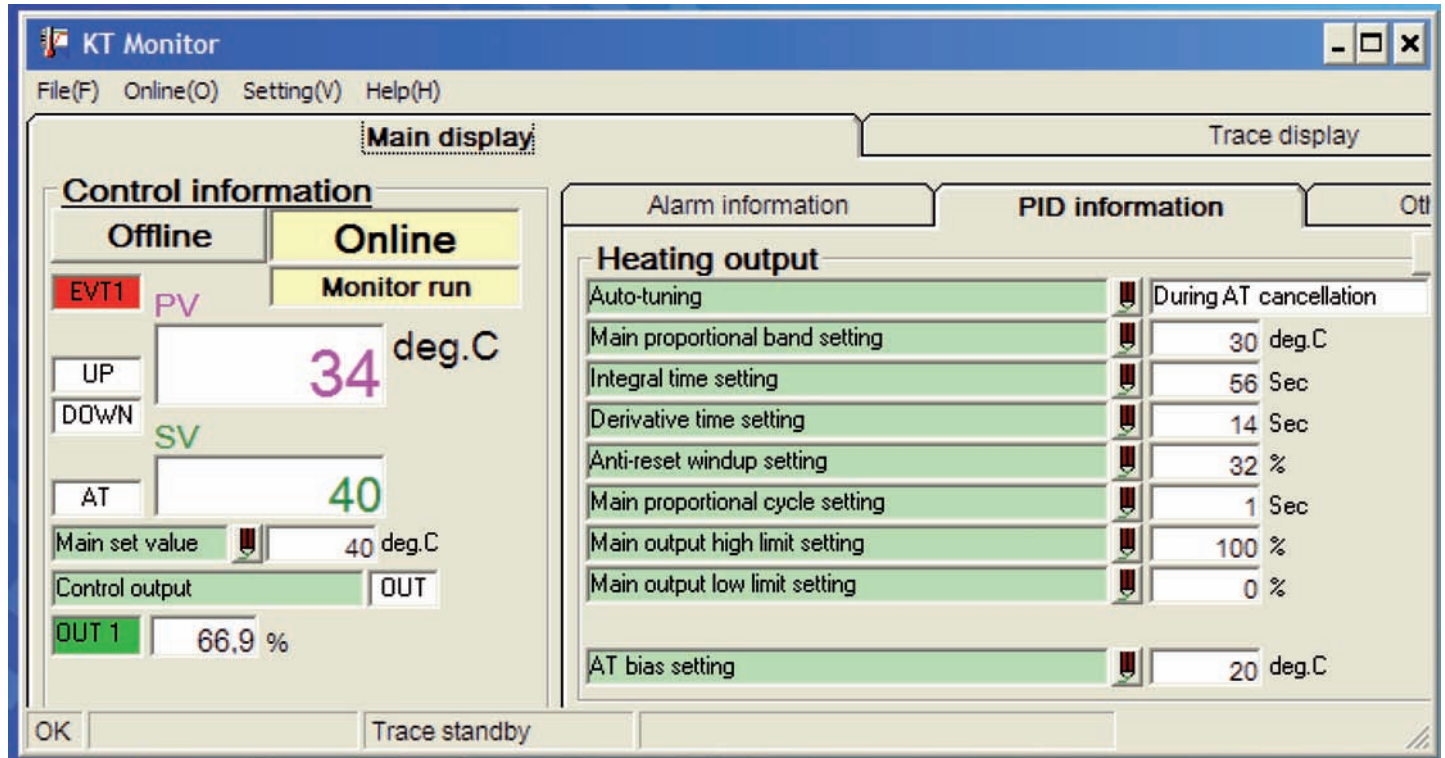 KT Monitor
File(F) Online(O) Setting(V) Help(H)
Main display
Trace display
Control information
Offline
Online
Monitor run
EVT1
PV
34 deg.C
UP
DOWN
SV
40
AT
Main set value 40 deg.C
Control output OUT
OUT 1 66,9 %
Alarm information
PID information
Heating output
Auto-tuning During AT cancellation
Main proportional band setting 30 deg.C
Integral time setting 56 Sec
Derivative time setting 14 Sec
Anti-reset windup setting 32 %
Main proportional cycle setting 1 Sec
Main output high limit setting 100 %
Main output low limit setting 0 %
AT bias setting 20 deg.C
OK
Trace standby